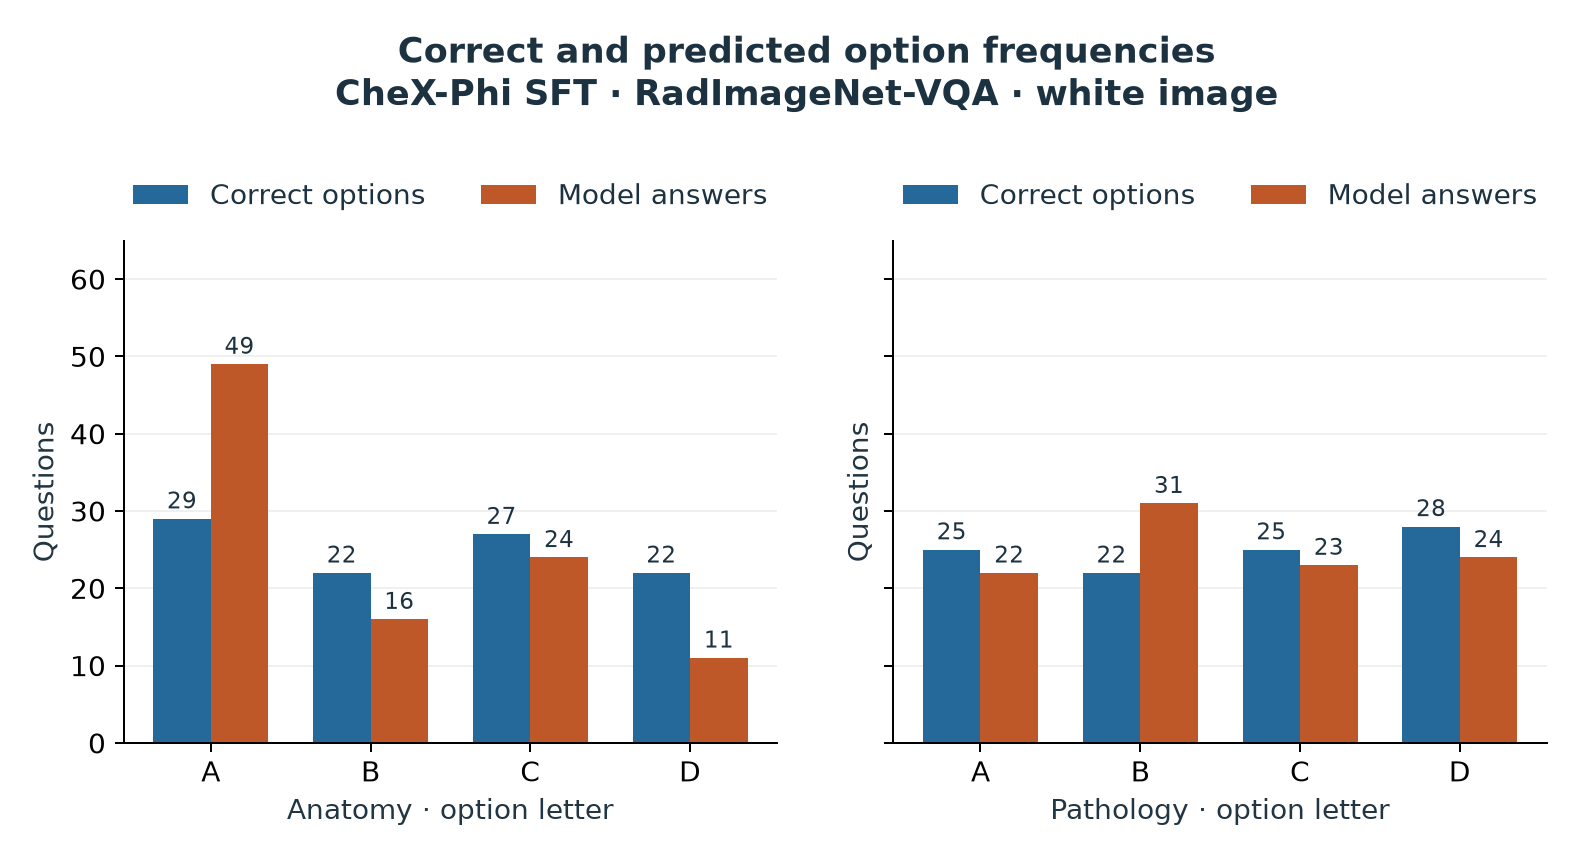 Correct and predicted option frequencies
CheX-Phi SFT · RadImageNet-VQA · white image
Correct options
Model answers
Questions
60
50
40
30
20
10
0
29
49
22
16
27
24
22
11
A
B
C
D
Anatomy · option letter
Correct options
Model answers
Questions
25
22
22
31
25
23
28
24
A
B
C
D
Pathology · option letter